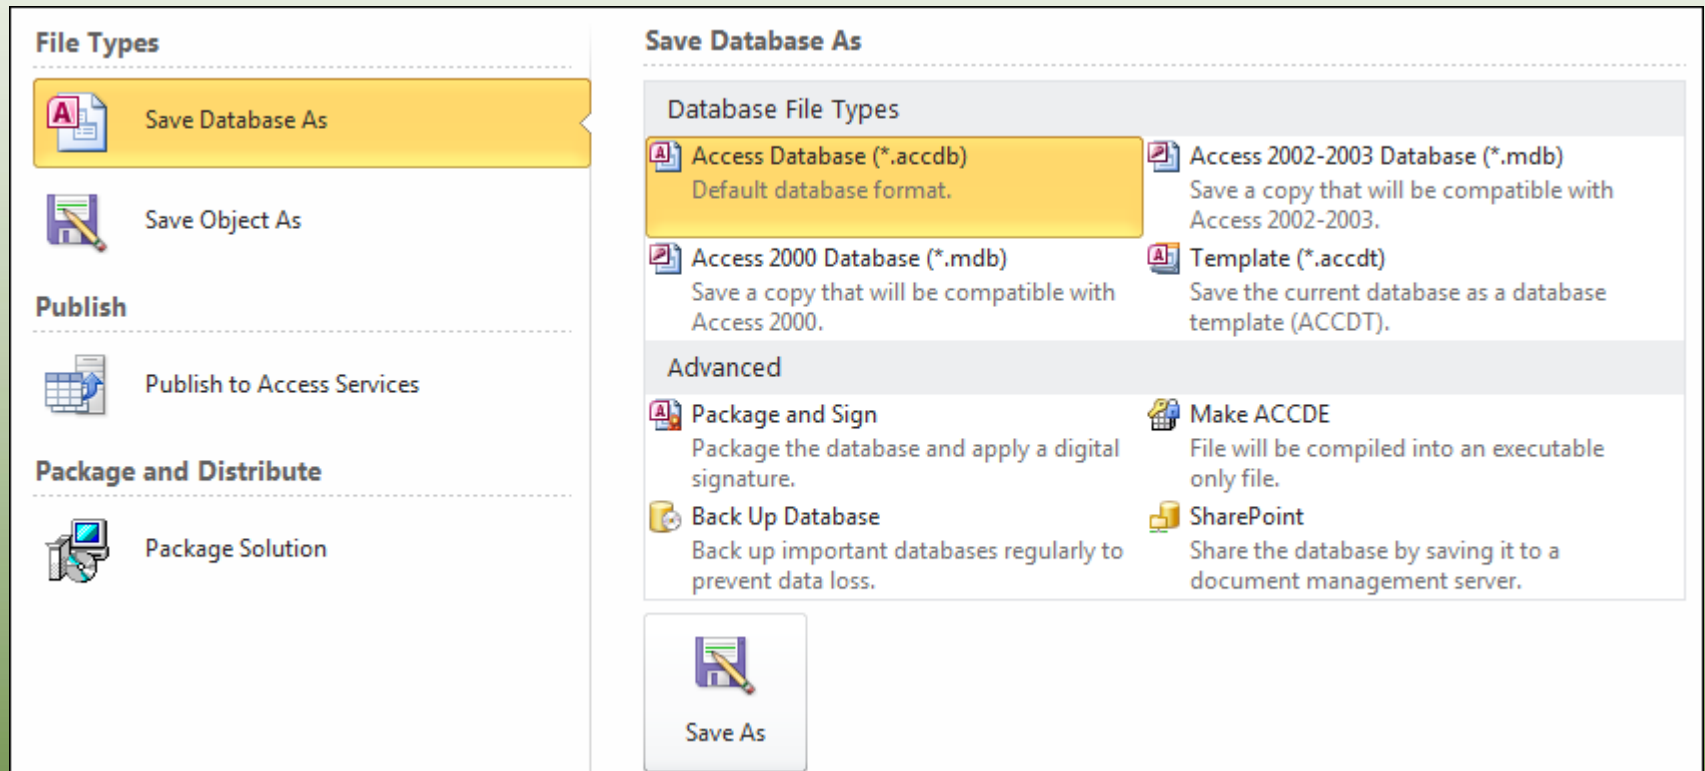 File Types
Save Database As
Save Object As
Publish
Publish to Access Services
Package and Distribute
Package Solution
Save Database As
Database File Types
Access Database (*.accdb)
Default database format.
Access 2002-2003 Database (*.mdb)
Save a copy that will be compatible with
Access 2002-2003.
Access 2000 Database (*.mdb)
Save a copy that will be compatible with
Access 2000.
Template (*.accdt)
Save the current database as a database
template (ACCDT).
Advanced
Package and Sign
Package the database and apply a digital
signature.
Make ACCDE
File will be compiled into an executable
only file.
Back Up Database
Back up important databases regularly to
prevent data loss.
SharePoint
Share the database by saving it to a
document management server.
Save As